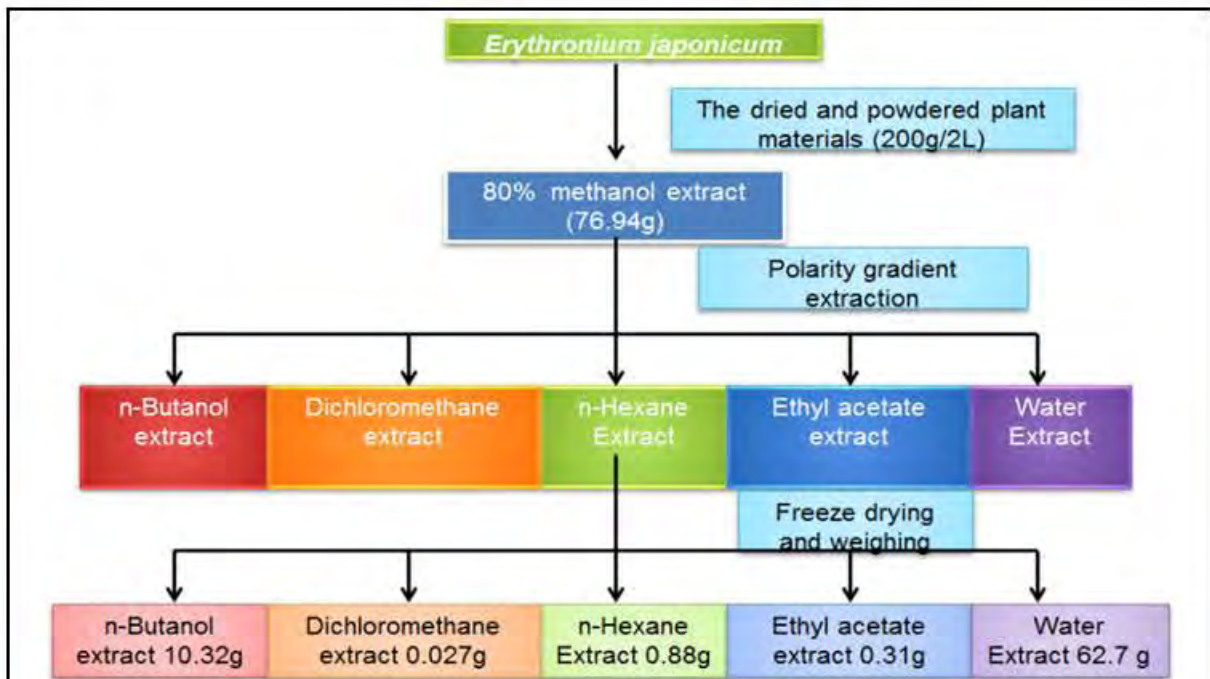 Erythronium japonicum
The dried and powdered plant
materials (200g/2L)
80% methanol extract
(76.94g)
Polarity gradient
extraction
n-Butanol
extract
Dichloromethane
extract
n-Hexane
Extract
Ethyl acetate
extract
Water
Extract
Freeze drying
and weighing
n-Butanol
extract 10.32g
Dichloromethane
extract 0.027g
n-Hexane
Extract 0.88g
Ethyl acetate
extract 0.31g
Water
Extract 62.7 g